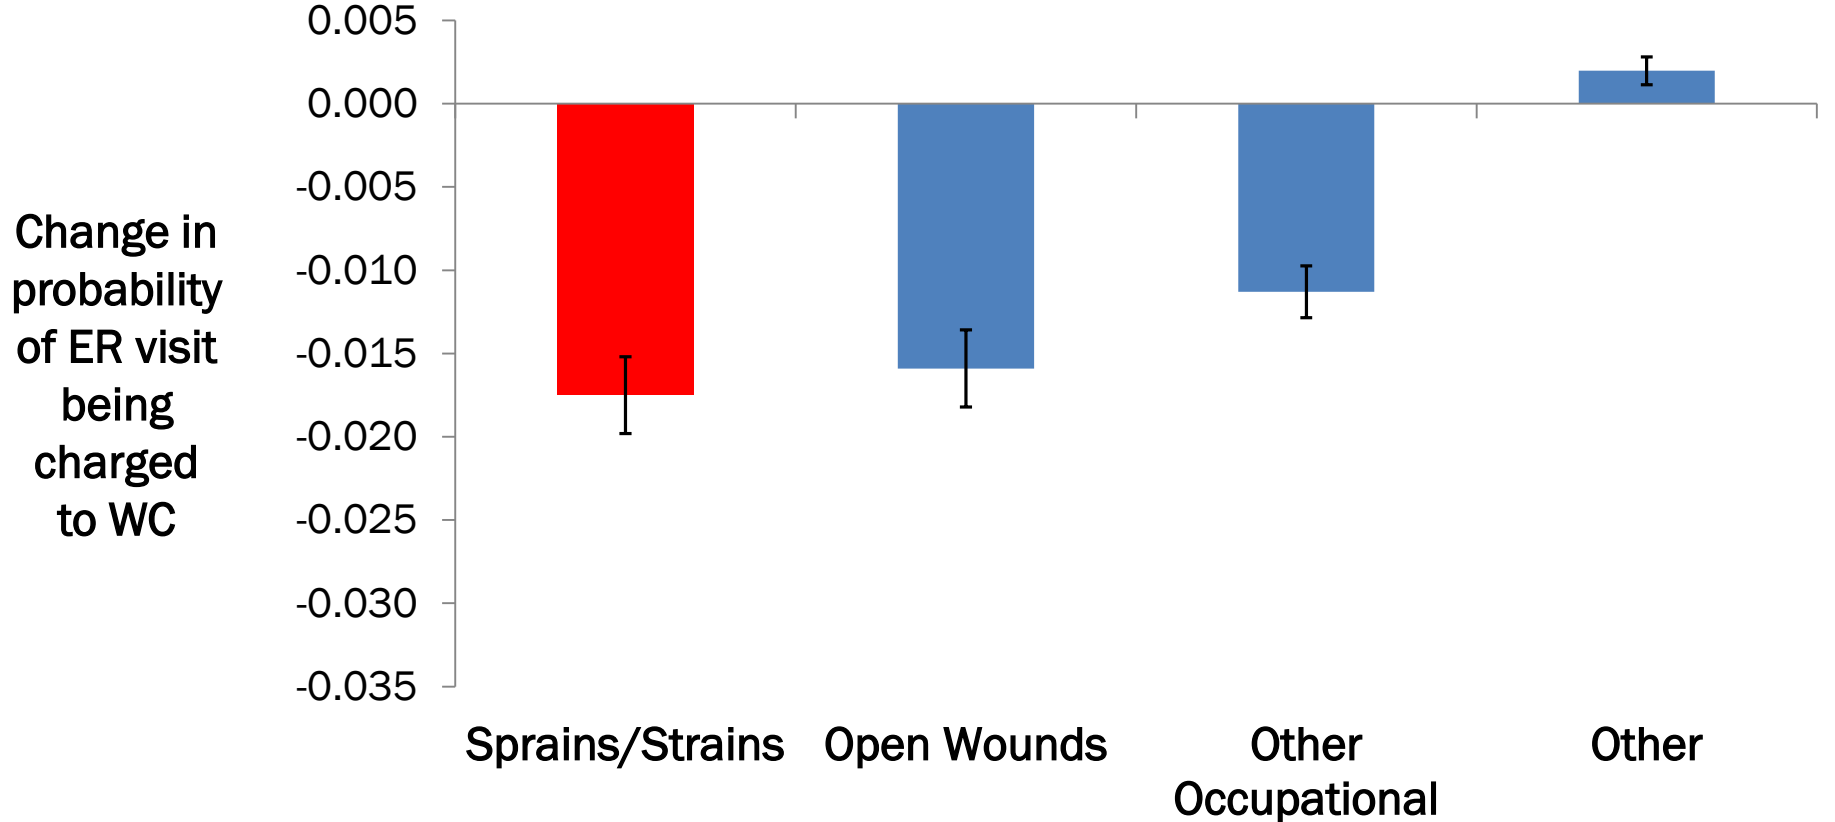 0.005
0.000
-0.005
-0.010
-0.015
-0.020
-0.025
-0.030
-0.035
Change in
probability
of ER visit
being
charged
to WC
Sprains/Strains
Open Wounds
Other
Occupational
Other